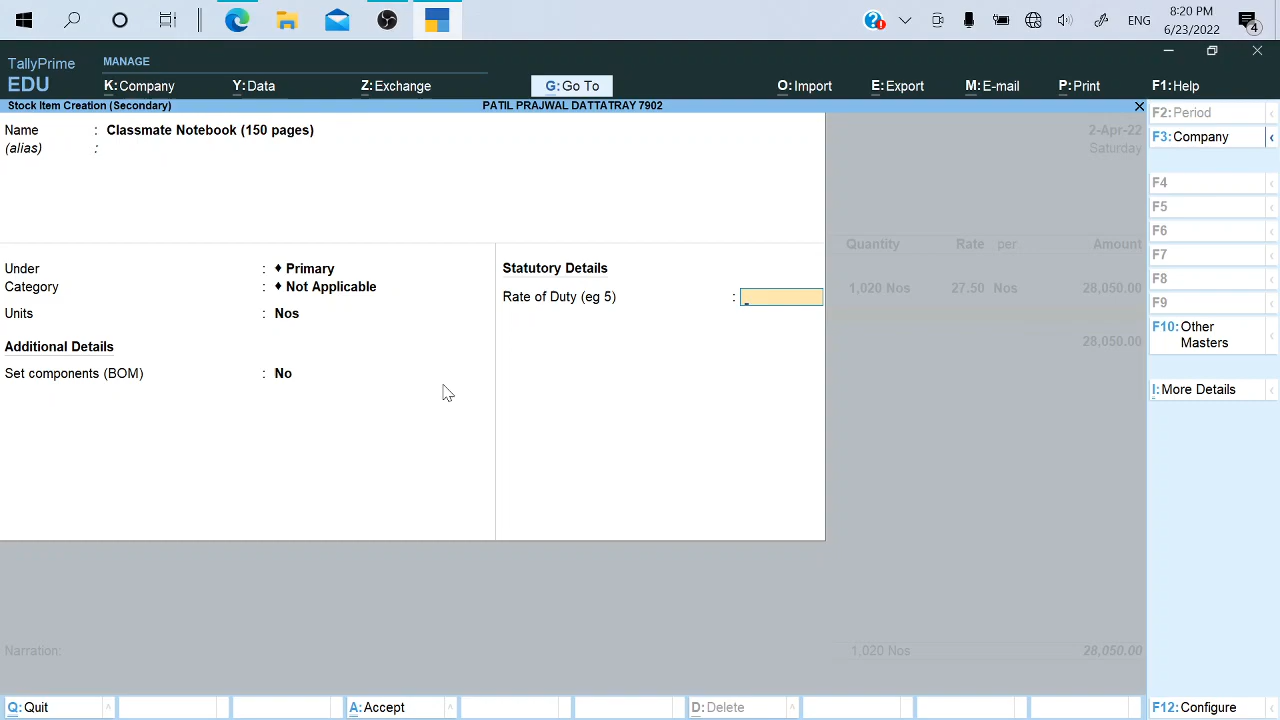 ENG
8:20 PM
6/23/2022
4
TallyPrime
EDU
MANAGE
K:Company
Y:Data
Z:Exchange
G:Go To
O:Import
E:Export
M:E-mail
P:Print
F1:Help
Stock Item Creation (Secondary)
PATIL PRAJWAL DATTATRAY 7902
Name : Classmate Notebook (150 pages)
(alias) :
2-Apr-22
Saturday
Under : ♦ Primary
Category : ♦ Not Applicable
Units : Nos
Additional Details
Set components (BOM) : No
Statutory Details
Rate of Duty (eg 5) :
Quantity Rate per Amount
1,020 Nos 27.50 Nos 28,050.00
28,050.00
Narration:
1,020 Nos 28,050.00
F2:Period
F3:Company
F4
F5
F6
F7
F8
F9
F10:Other
Masters
I:More Details
Q:Quit
A:Accept
D:Delete
F12:Configure